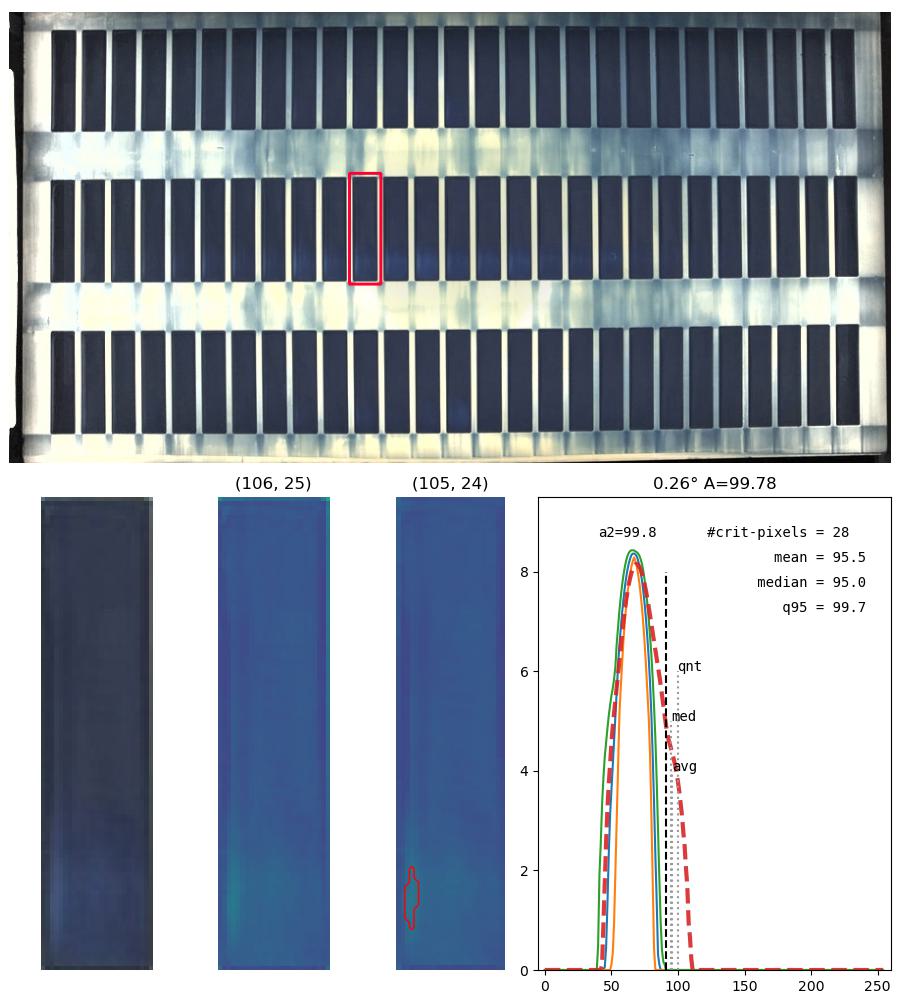 (106, 25)
(105, 24)
0.26° A=99.78
a2=99.8
#crit-pixels = 28
mean = 95.5
median = 95.0
q95 = 99.7
qnt
med
avg
8
6
4
2
0
0 50 100 150 200 250